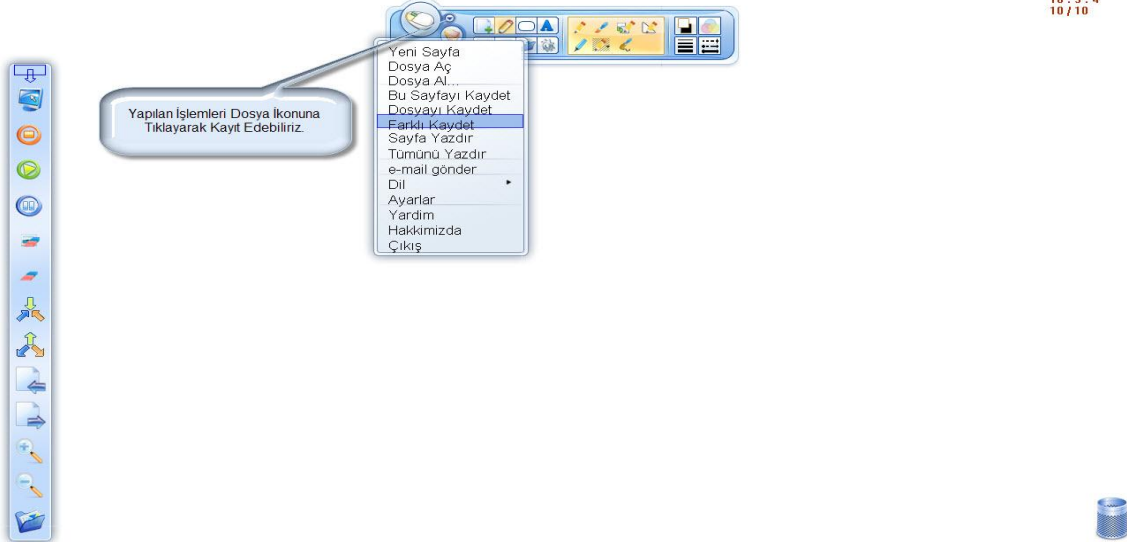 10/10
Yeni Sayfa
Dosya Aç
Dosya Al...
Bu Sayfayı Kaydet
Dosyayı Kaydet
Farklı Kaydet
Sayfa Yazdır
Tümünü Yazdır
e-mail gönder
Dil
Ayarlar
Yardim
Hakkimizda
Çıkış
Yapılan İşlemleri Dosya İkonuna
Tıklayarak Kayıt Edebiliriz.
A